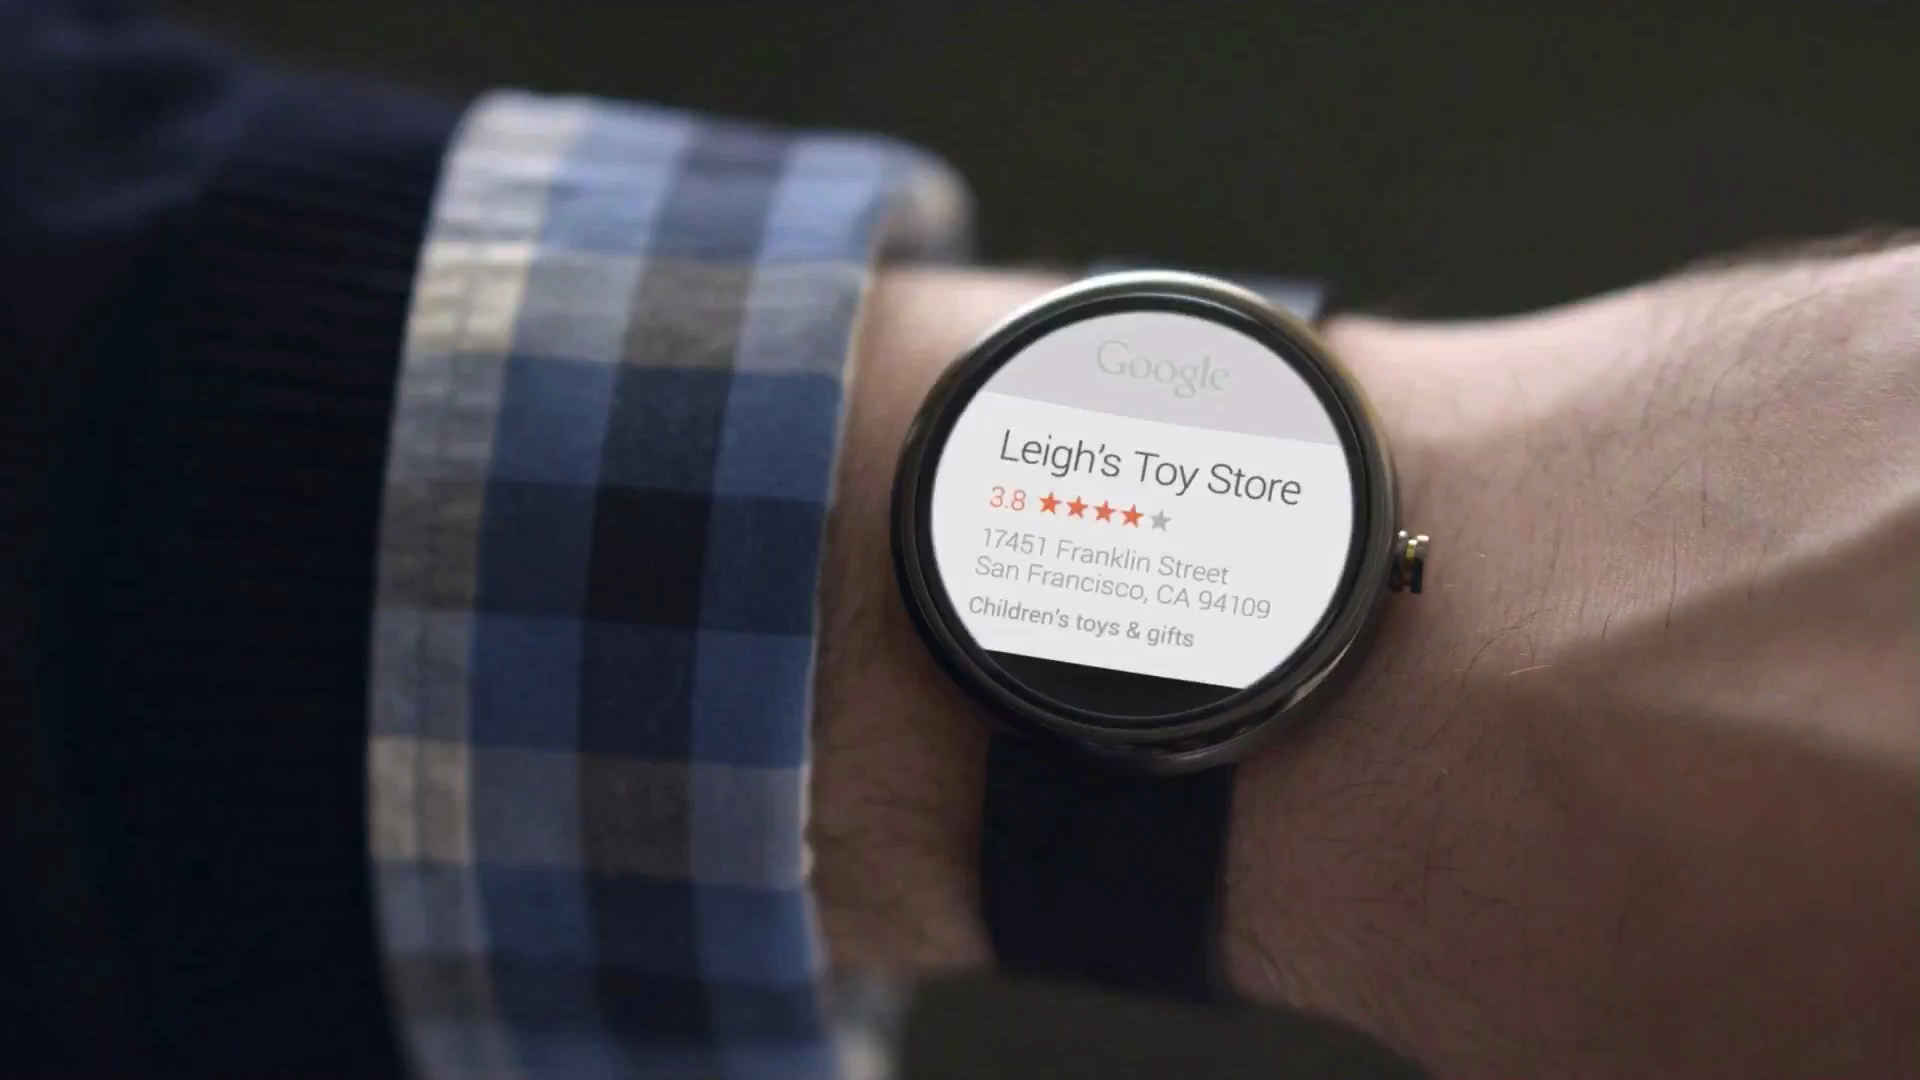 Google
Leigh's Toy Store
3.8
17451 Franklin Street
San Francisco, CA 94109
Children's toys & gifts